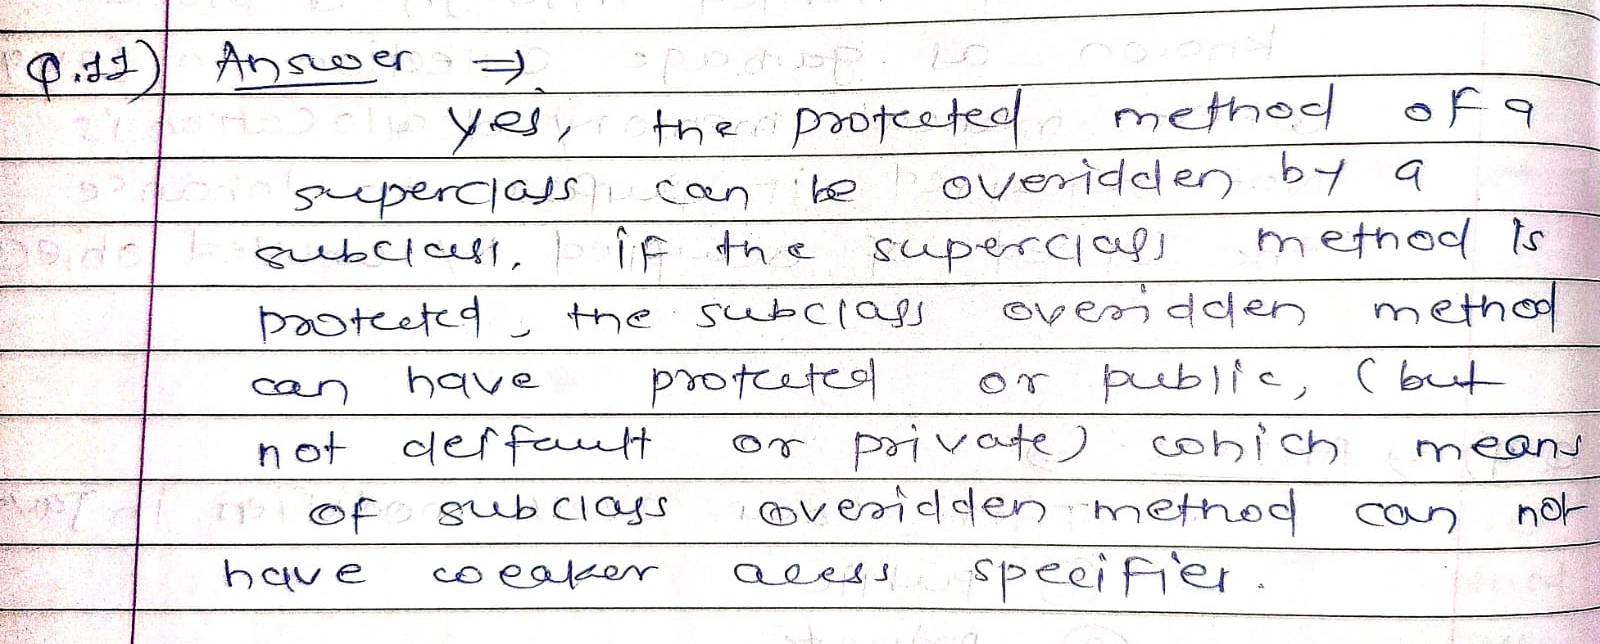 Q.11) Answer ⇒
yes, the protected method of a
superclass can be overidden by a
subclass. if the superclass method is
protected, the subclass overidden method
can have protected or public, (but
not derfault or private) which means
of subclass overidden method can not
have weaker acess specifier.